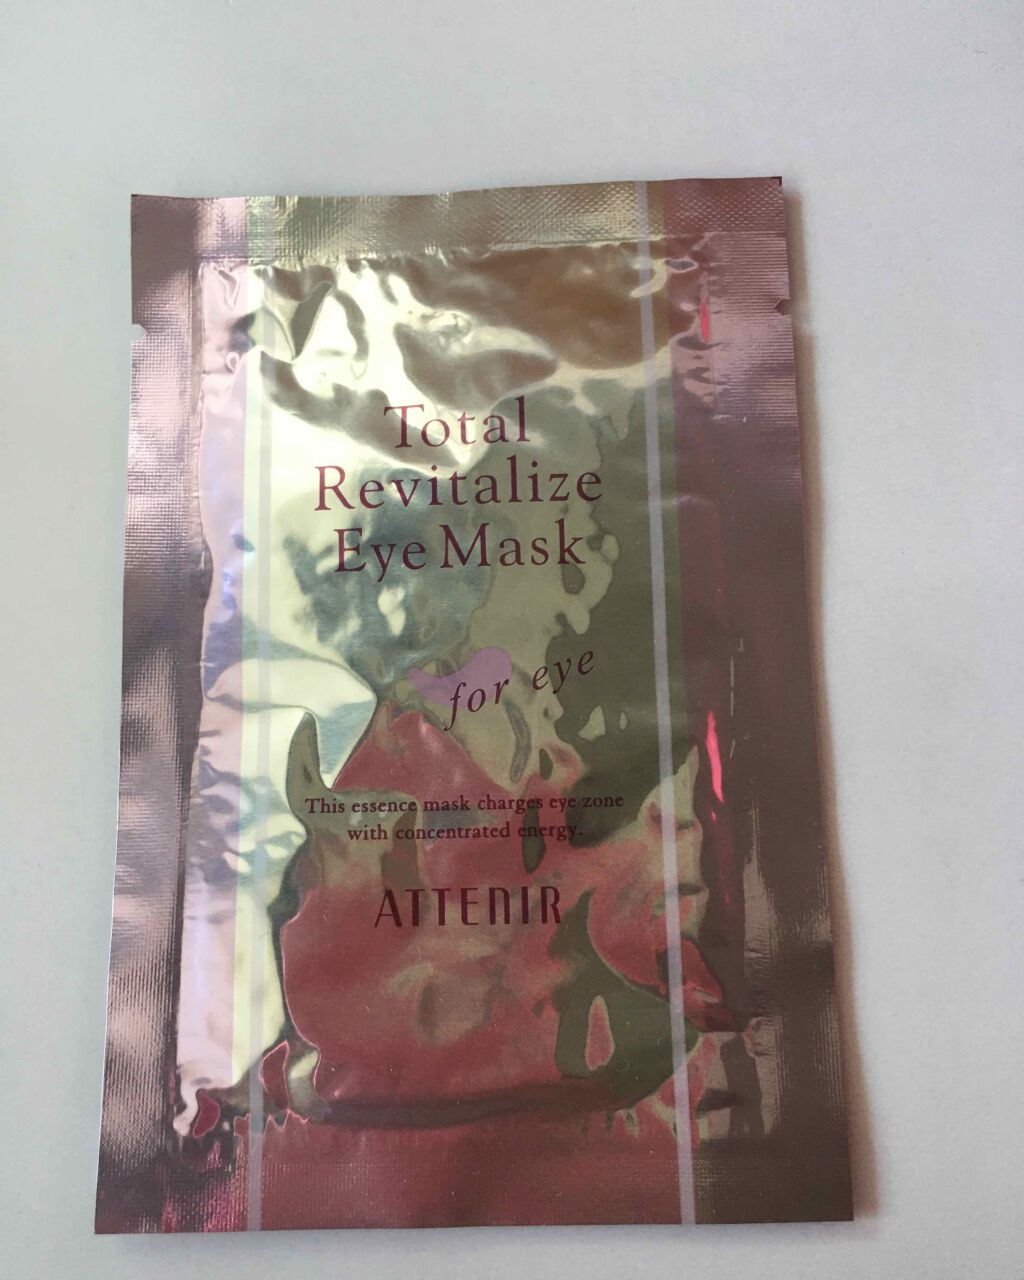 Total
Revitalize
Eye Mask
for eye
This essence mask charges eye zone
with concentrated energy.
ATTENIR